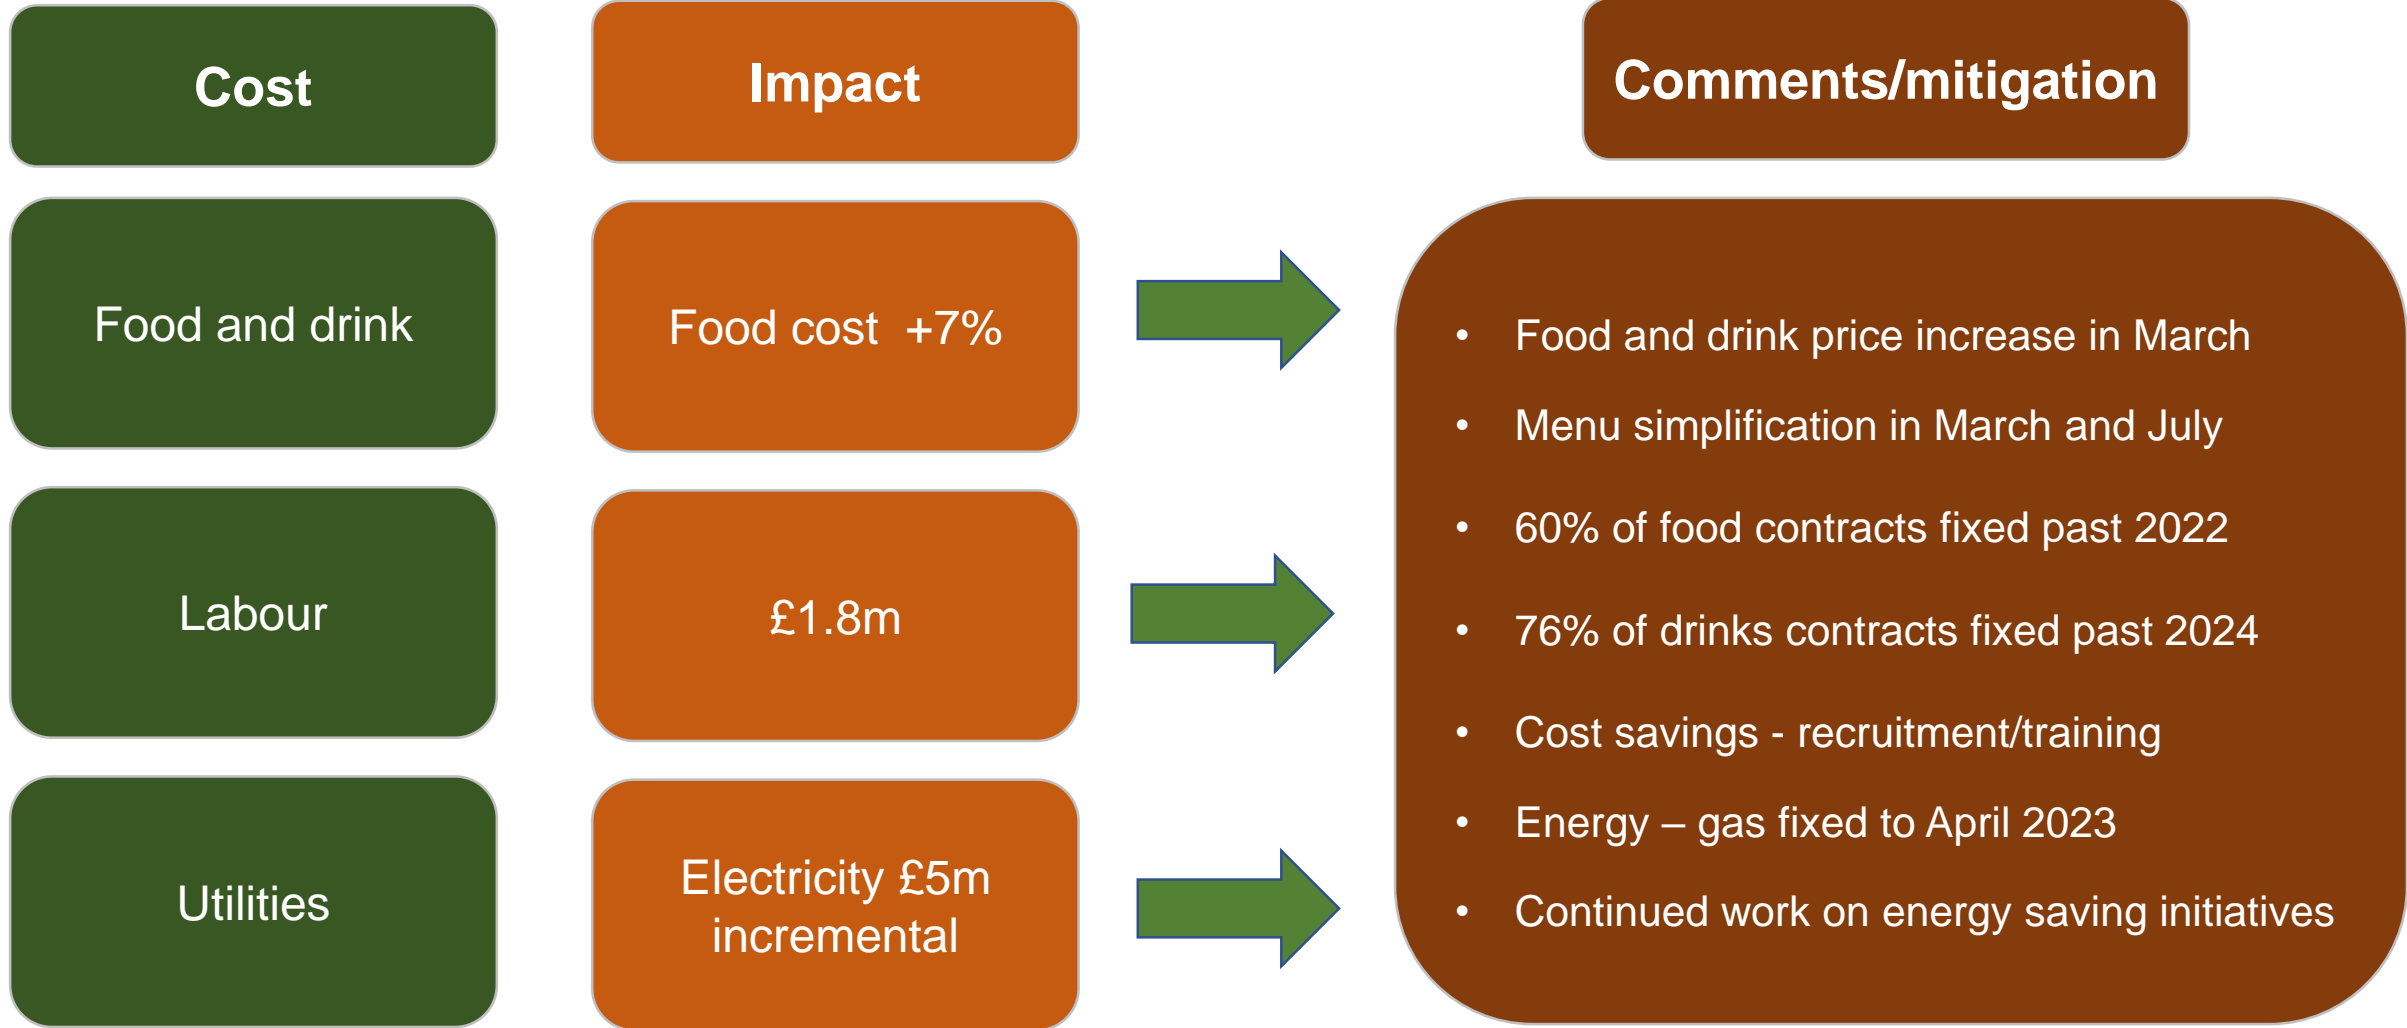 Cost
Impact
Comments/mitigation
Food and drink
Food cost  +7%
Labour
£1.8m
Utilities
Electricity £5m
incremental
• Food and drink price increase in March
• Menu simplification in March and July
• 60% of food contracts fixed past 2022
• 76% of drinks contracts fixed past 2024
• Cost savings - recruitment/training
• Energy – gas fixed to April 2023
• Continued work on energy saving initiatives